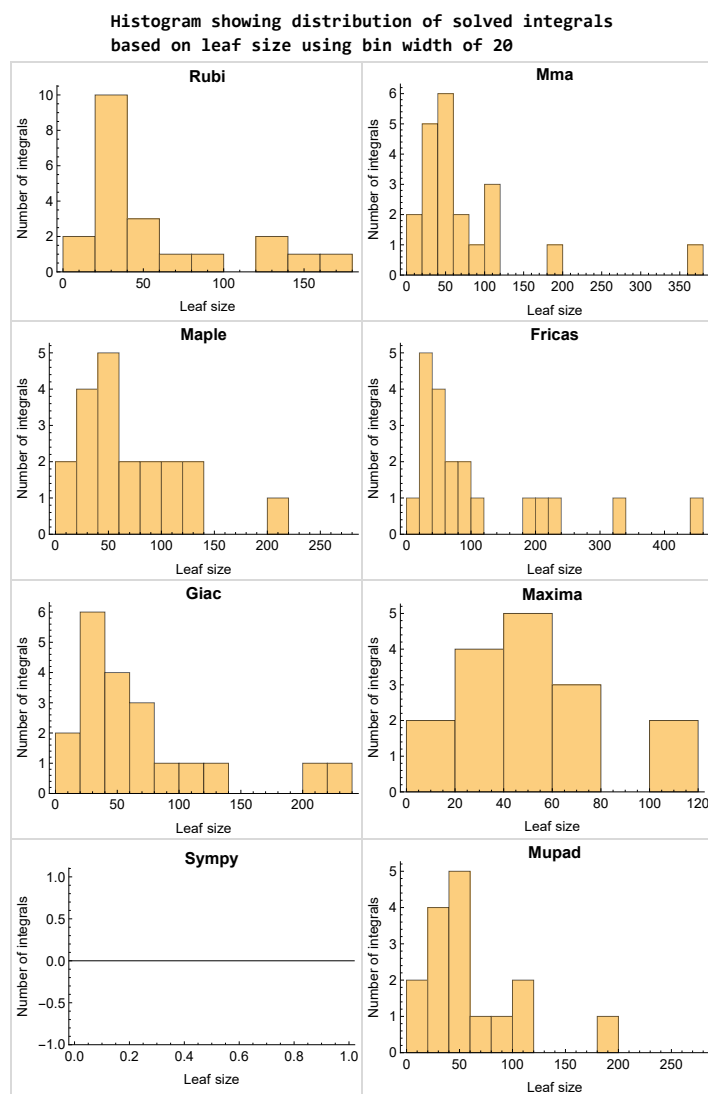 Histogram showing distribution of solved integrals
based on leaf size using bin width of 20
Rubi
Number of integrals
10
8
6
4
2
0
0 50 100 150
Leaf size
Mma
Number of integrals
6
5
4
3
2
1
0
0 50 100 150 200 250 300 350
Leaf size
Maple
Number of integrals
5
4
3
2
1
0
0 50 100 150 200 250
Leaf size
Fricas
Number of integrals
5
4
3
2
1
0
0 100 200 300 400
Leaf size
Giac
Number of integrals
6
5
4
3
2
1
0
0 50 100 150 200
Leaf size
Maxima
Number of integrals
5
4
3
2
1
0
0 20 40 60 80 100 120
Leaf size
Sympy
Number of integrals
1.0
0.5
0.0
−0.5
−1.0
0.0 0.2 0.4 0.6 0.8 1.0
Leaf size
Mupad
Number of integrals
5
4
3
2
1
0
0 50 100 150 200 250
Leaf size